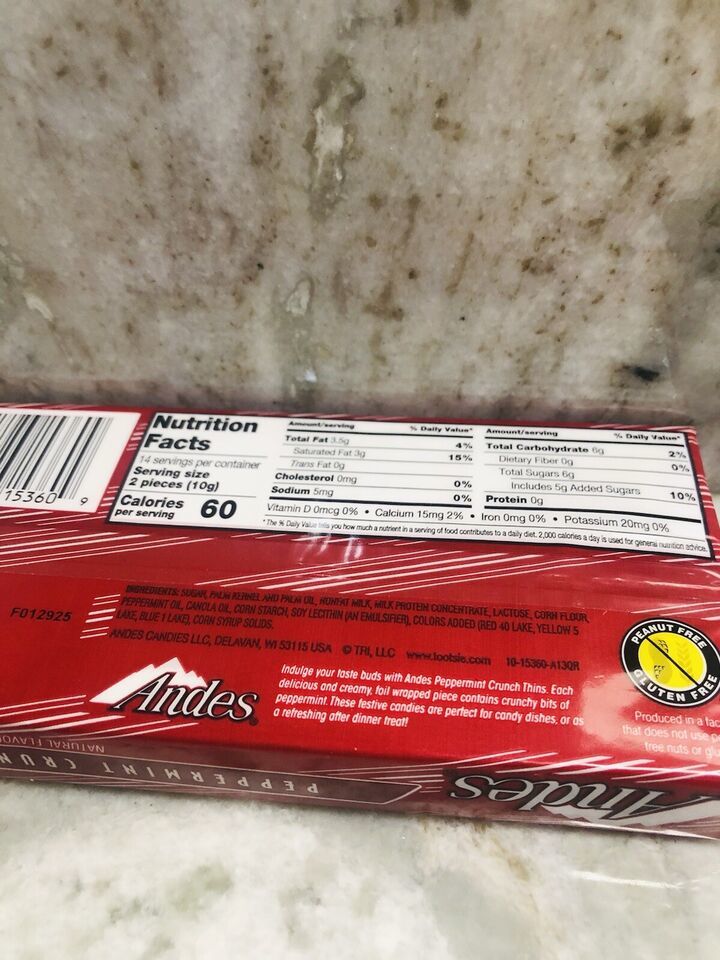 15360 9
Nutrition
Facts
14 servings per container
Serving size
2 pieces (10g)
Calories
per serving 60
Amount/serving % Daily Value*
Total Fat 3.5g 4%
Saturated Fat 3g 15%
Trans Fat 0g
Cholesterol 0mg 0%
Sodium 5mg 0%
Amount/serving % Daily Value*
Total Carbohydrate 6g 2%
Dietary Fiber 0g 0%
Total Sugars 6g
Includes 5g Added Sugars 10%
Protein 0g
Vitamin D 0mcg 0% • Calcium 15mg 2% • Iron 0mg 0% • Potassium 20mg 0%
*The % Daily Value tells you how much a nutrient in a serving of food contributes to a daily diet. 2,000 calories a day is used for general nutrition advice.
F012925
INGREDIENTS: SUGAR, PALM KERNEL AND PALM OIL, NONFAT MILK, MILK PROTEIN CONCENTRATE, LACTOSE, CORN FLOUR,
PEPPERMINT OIL, CANOLA OIL, CORN STARCH, SOY LECITHIN (AN EMULSIFIER), COLORS ADDED (RED 40 LAKE, YELLOW 5
LAKE, BLUE 1 LAKE), CORN SYRUP SOLIDS.
ANDES CANDIES LLC, DELAVAN, WI 53115 USA © TRI, LLC www.tootsie.com 10-15360-A13QR
Andes
Indulge your taste buds with Andes Peppermint Crunch Thins. Each
delicious and creamy, foil wrapped piece contains crunchy bits of
peppermint. These festive candies are perfect for candy dishes, or as
a refreshing after dinner treat!
PEANUT FREE
GLUTEN FREE
Produced in a fac
that does not use p
tree nuts or glu
Andes
PEPPERMINT CRUN
NATURAL FLAVO